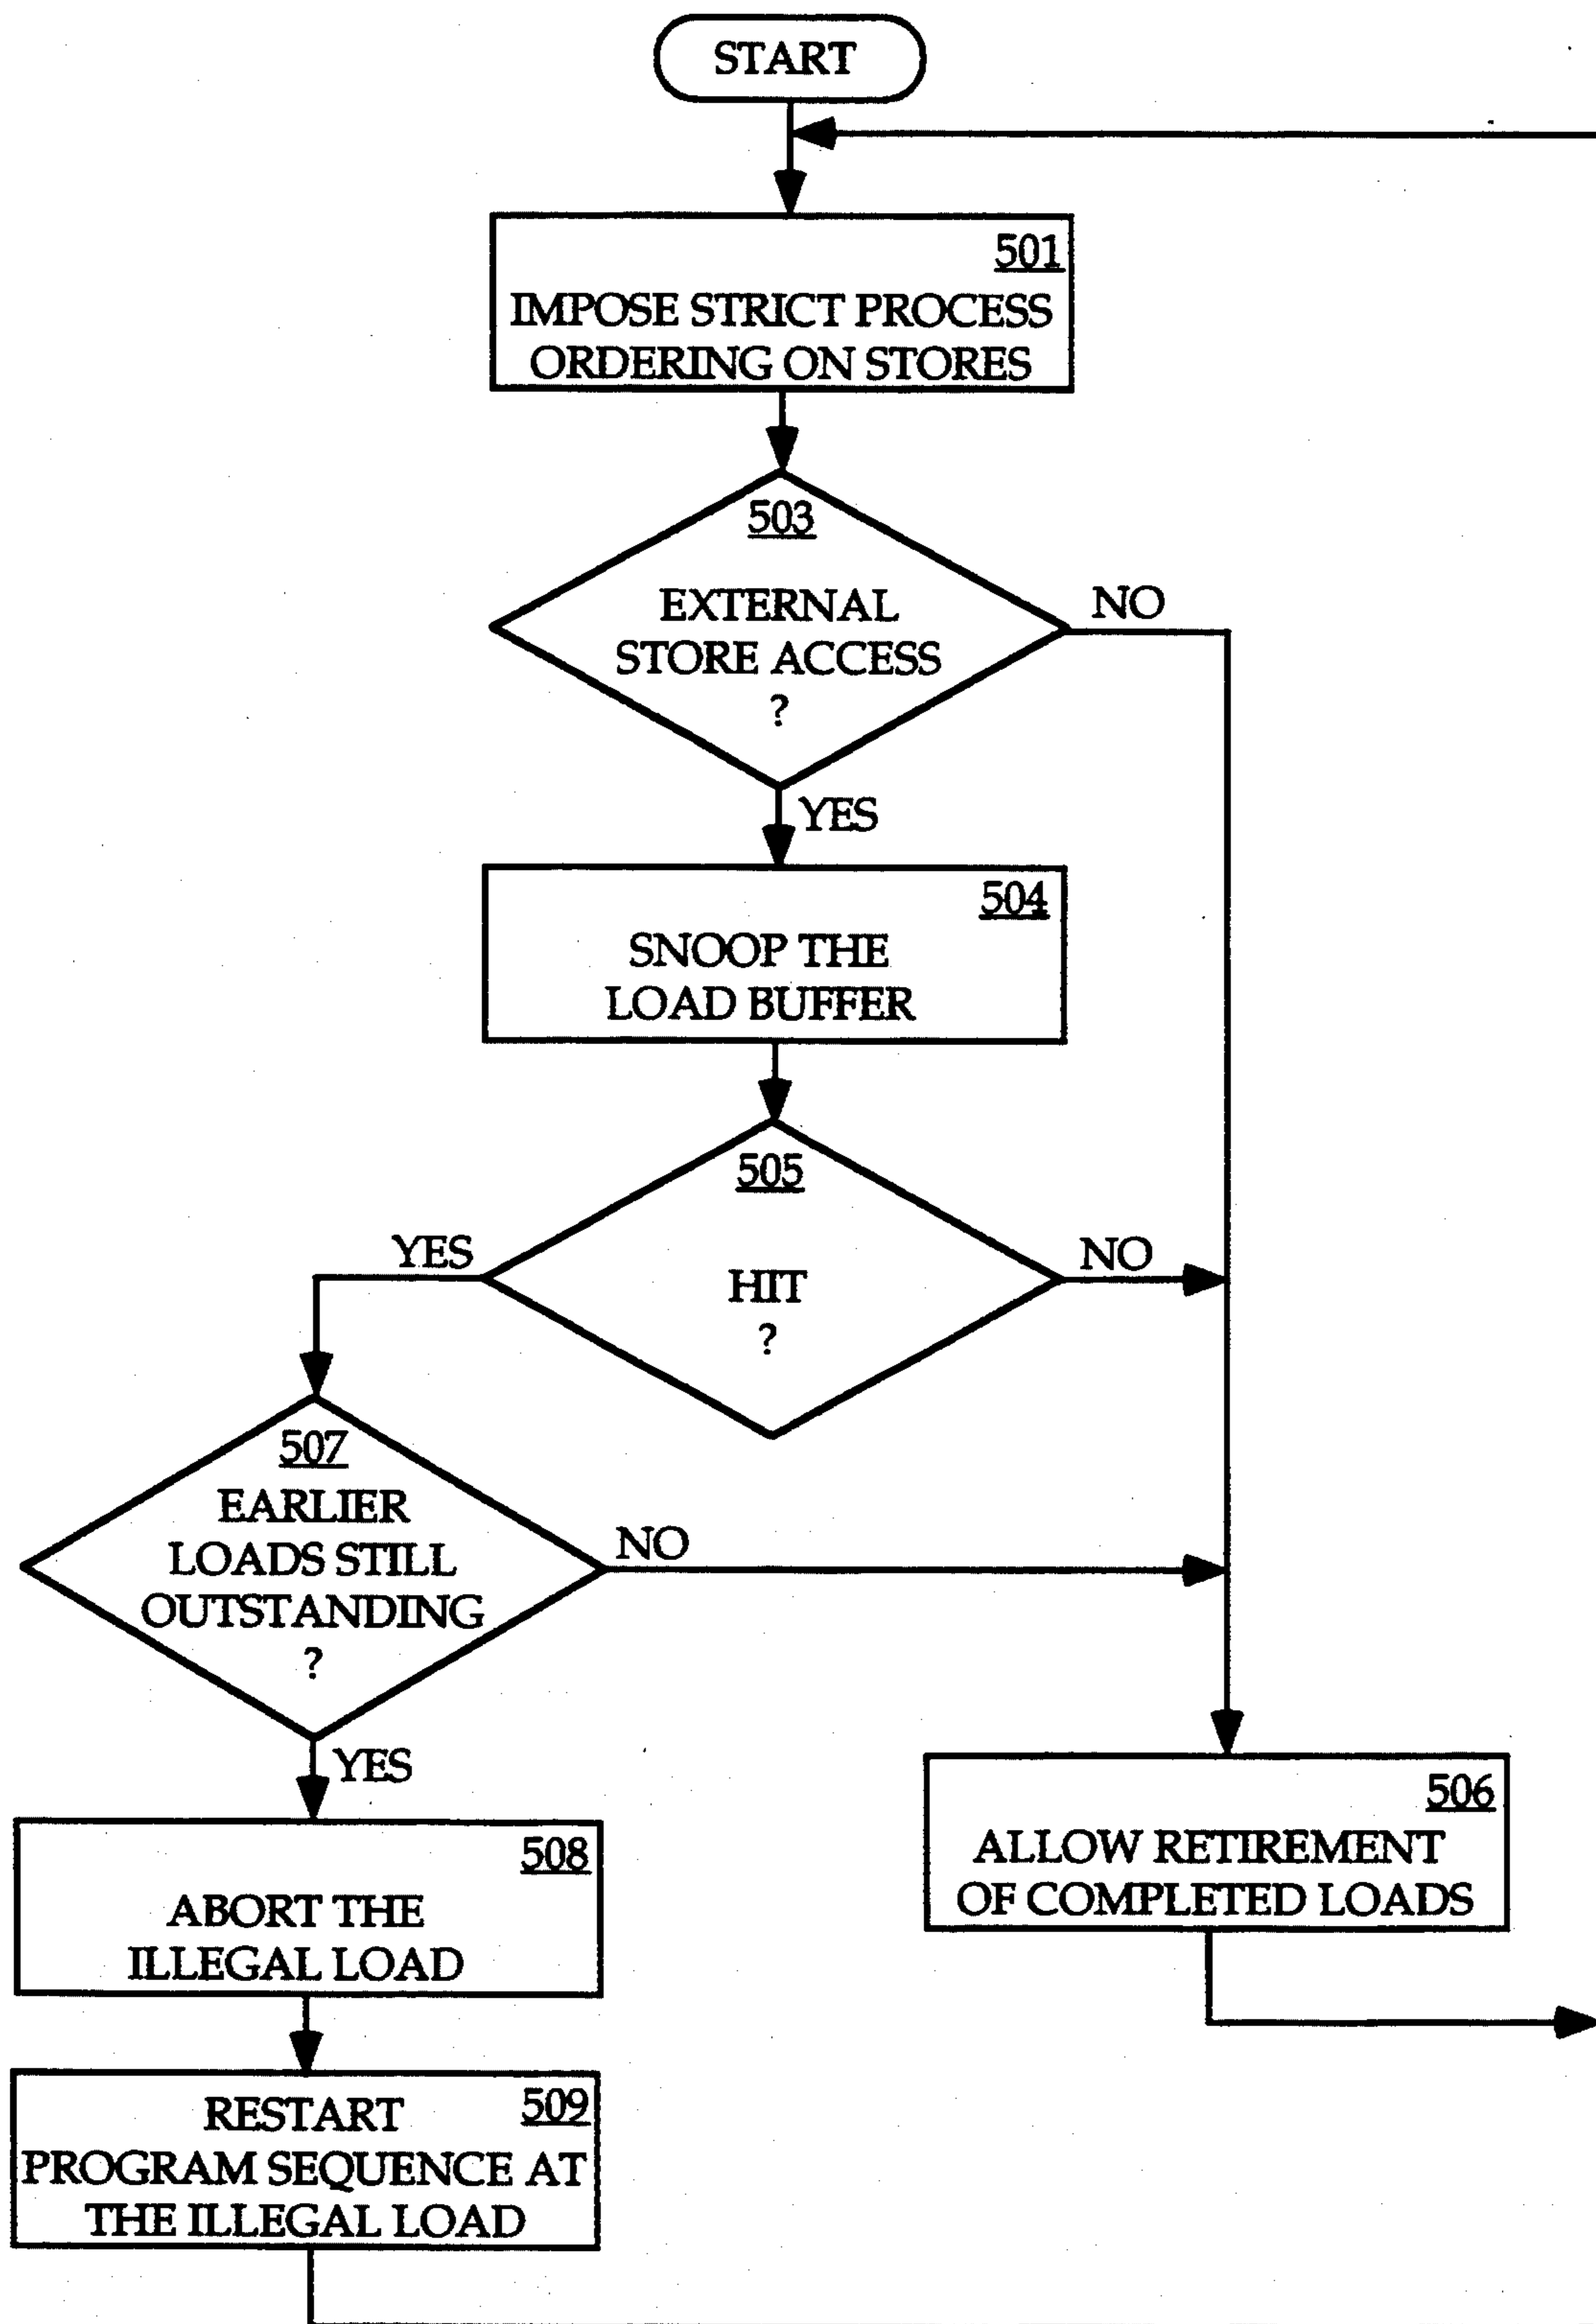 START
501
IMPOSE STRICT PROCESS
ORDERING ON STORES
503
EXTERNAL
STORE ACCESS
?
NO
YES
504
SNOOP THE
LOAD BUFFER
505
HIT
?
YES
NO
507
EARLIER
LOADS STILL
OUTSTANDING
?
NO
YES
508
ABORT THE
ILLEGAL LOAD
506
ALLOW RETIREMENT
OF COMPLETED LOADS
509
RESTART
PROGRAM SEQUENCE AT
THE ILLEGAL LOAD